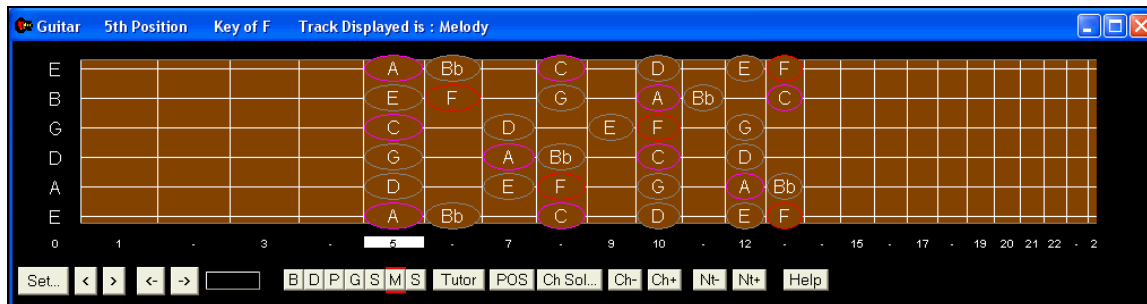 Guitar 5th Position Key of F Track Displayed is : Melody
E A Bb C D E F
B E F G A Bb C
G C D E F G
D G A Bb C D
A D E F G A Bb
E A Bb C D E F
0 1 - 3 - 5 - 7 - 9 10 - 12 - - 15 - 17 - 19 20 21 22 - 2
Set... < > <- -> B D P G S M S Tutor POS Ch Sol... Ch- Ch+ Nt- Nt+ Help